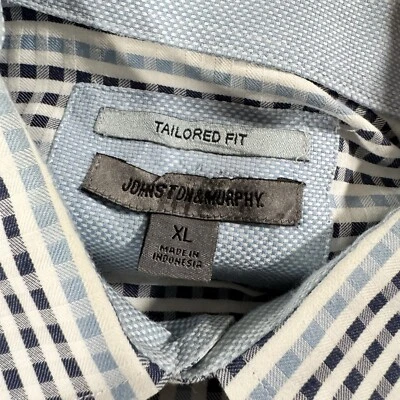 TAILORED FIT
JOHNSTON & MURPHY
XL
MADE IN
INDONESIA